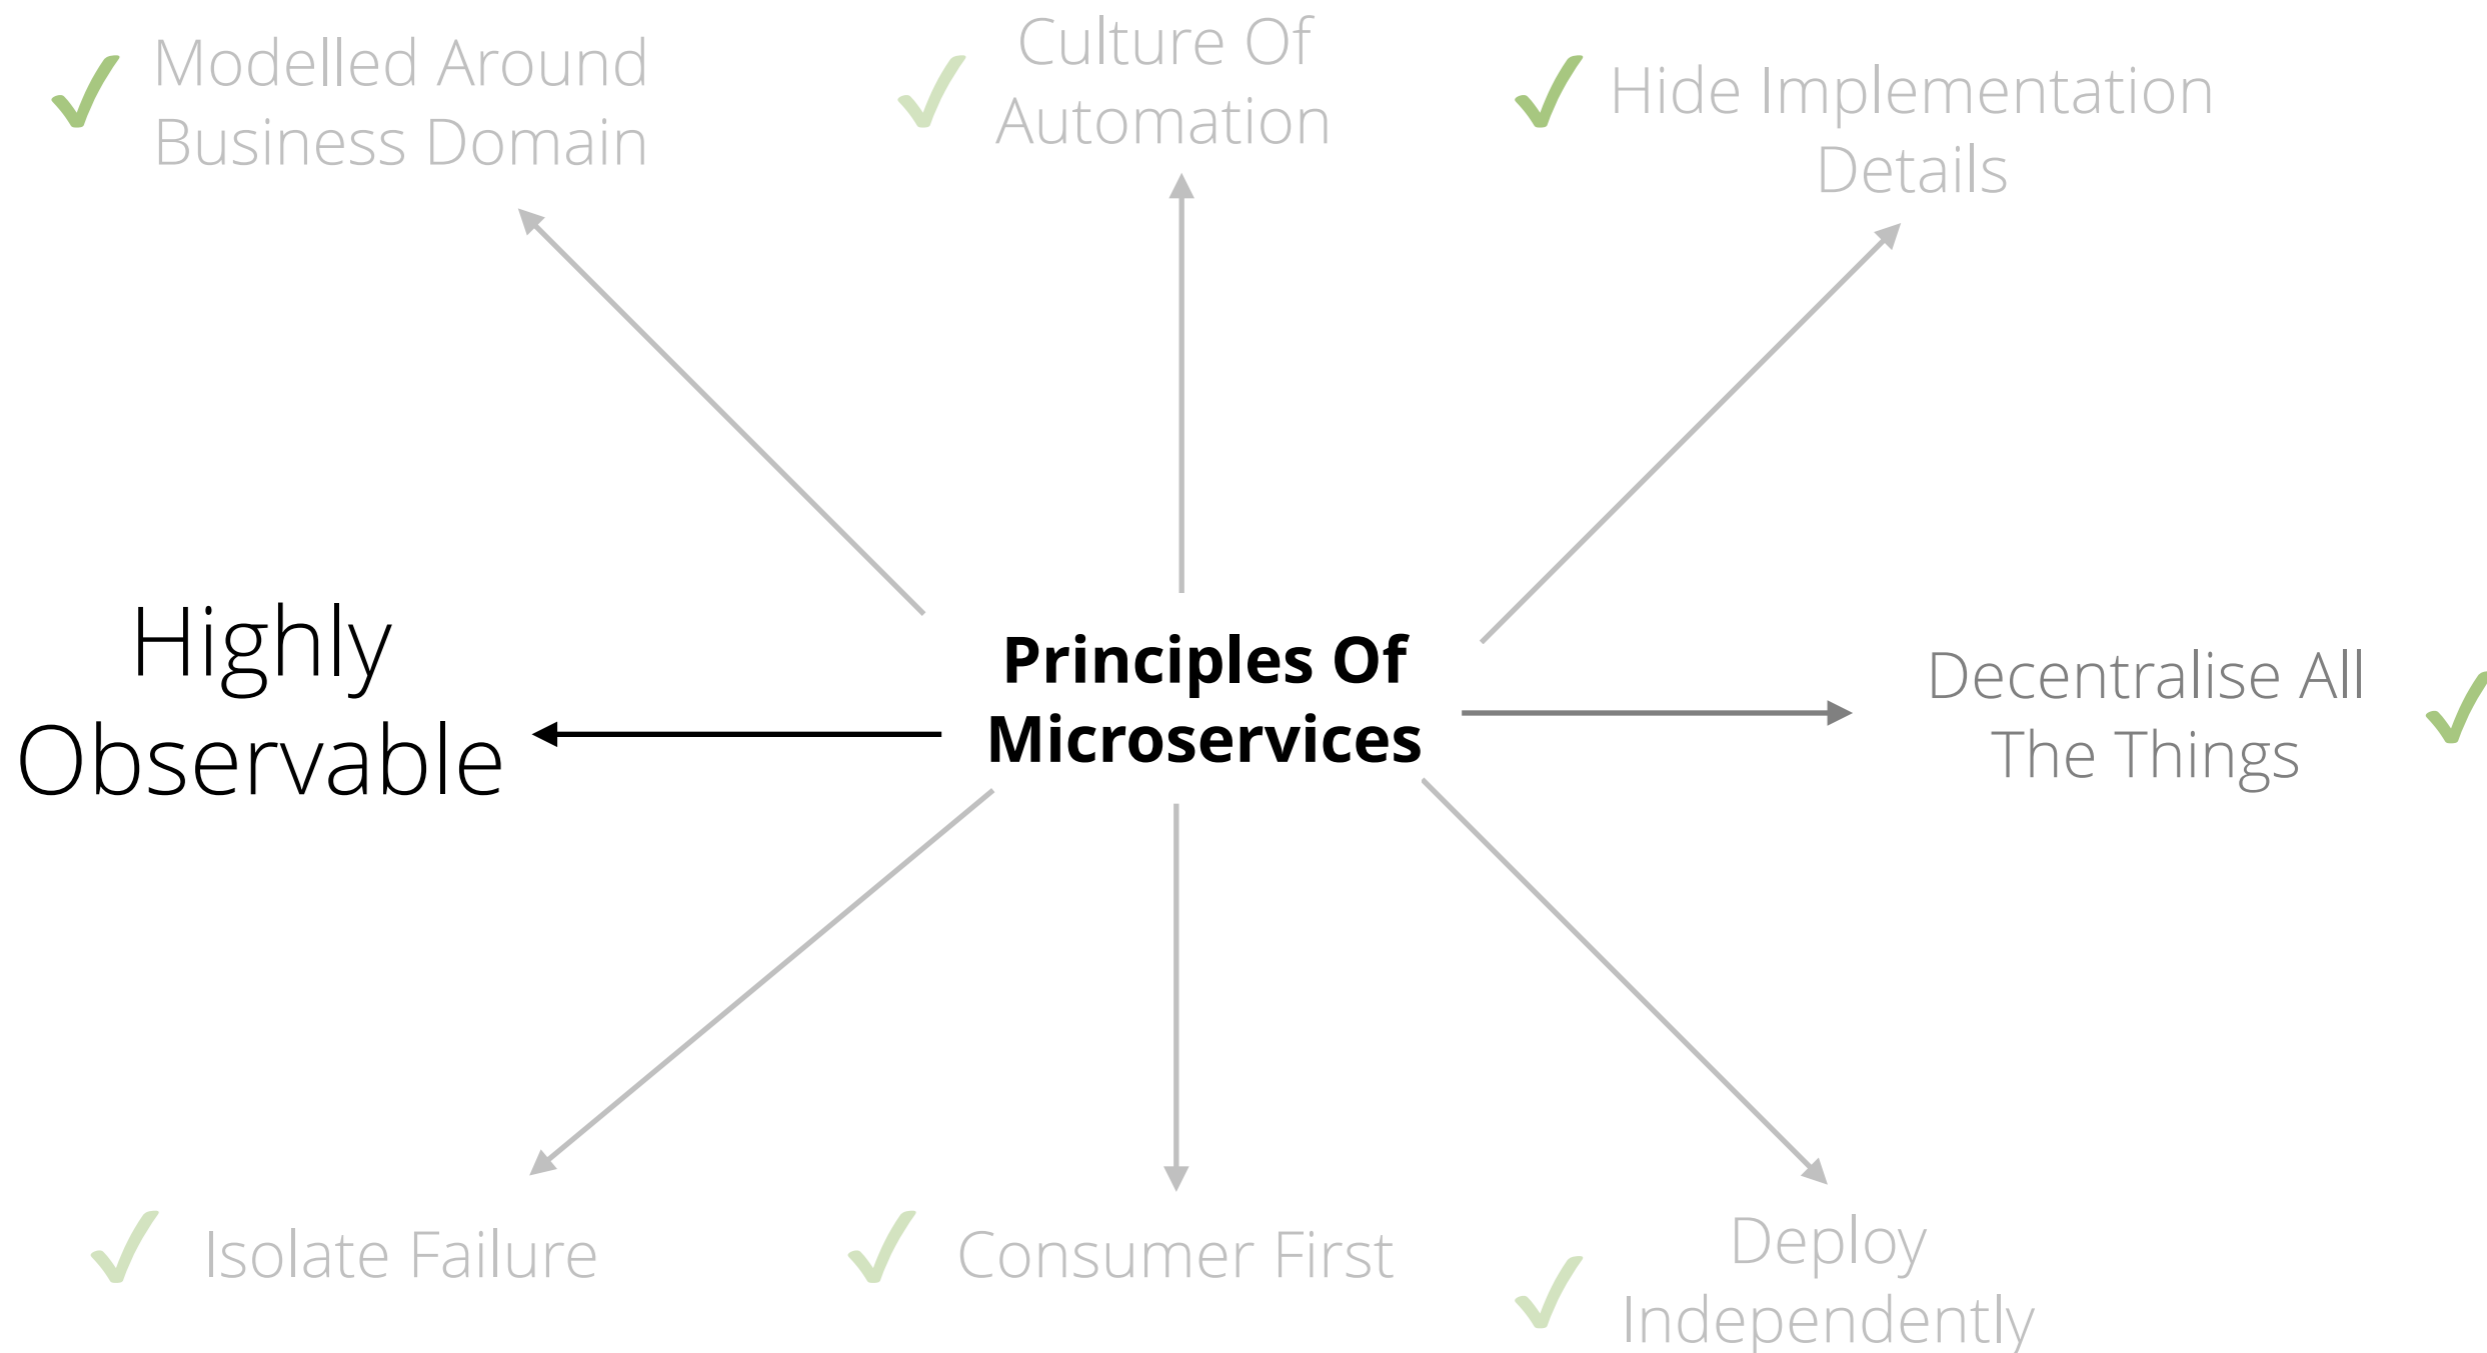 Modelled Around
Business Domain
Culture Of
Automation
Hide Implementation
Details
Highly
Observable
Principles Of
Microservices
Decentralise All
The Things
Isolate Failure
Consumer First
Deploy
Independently